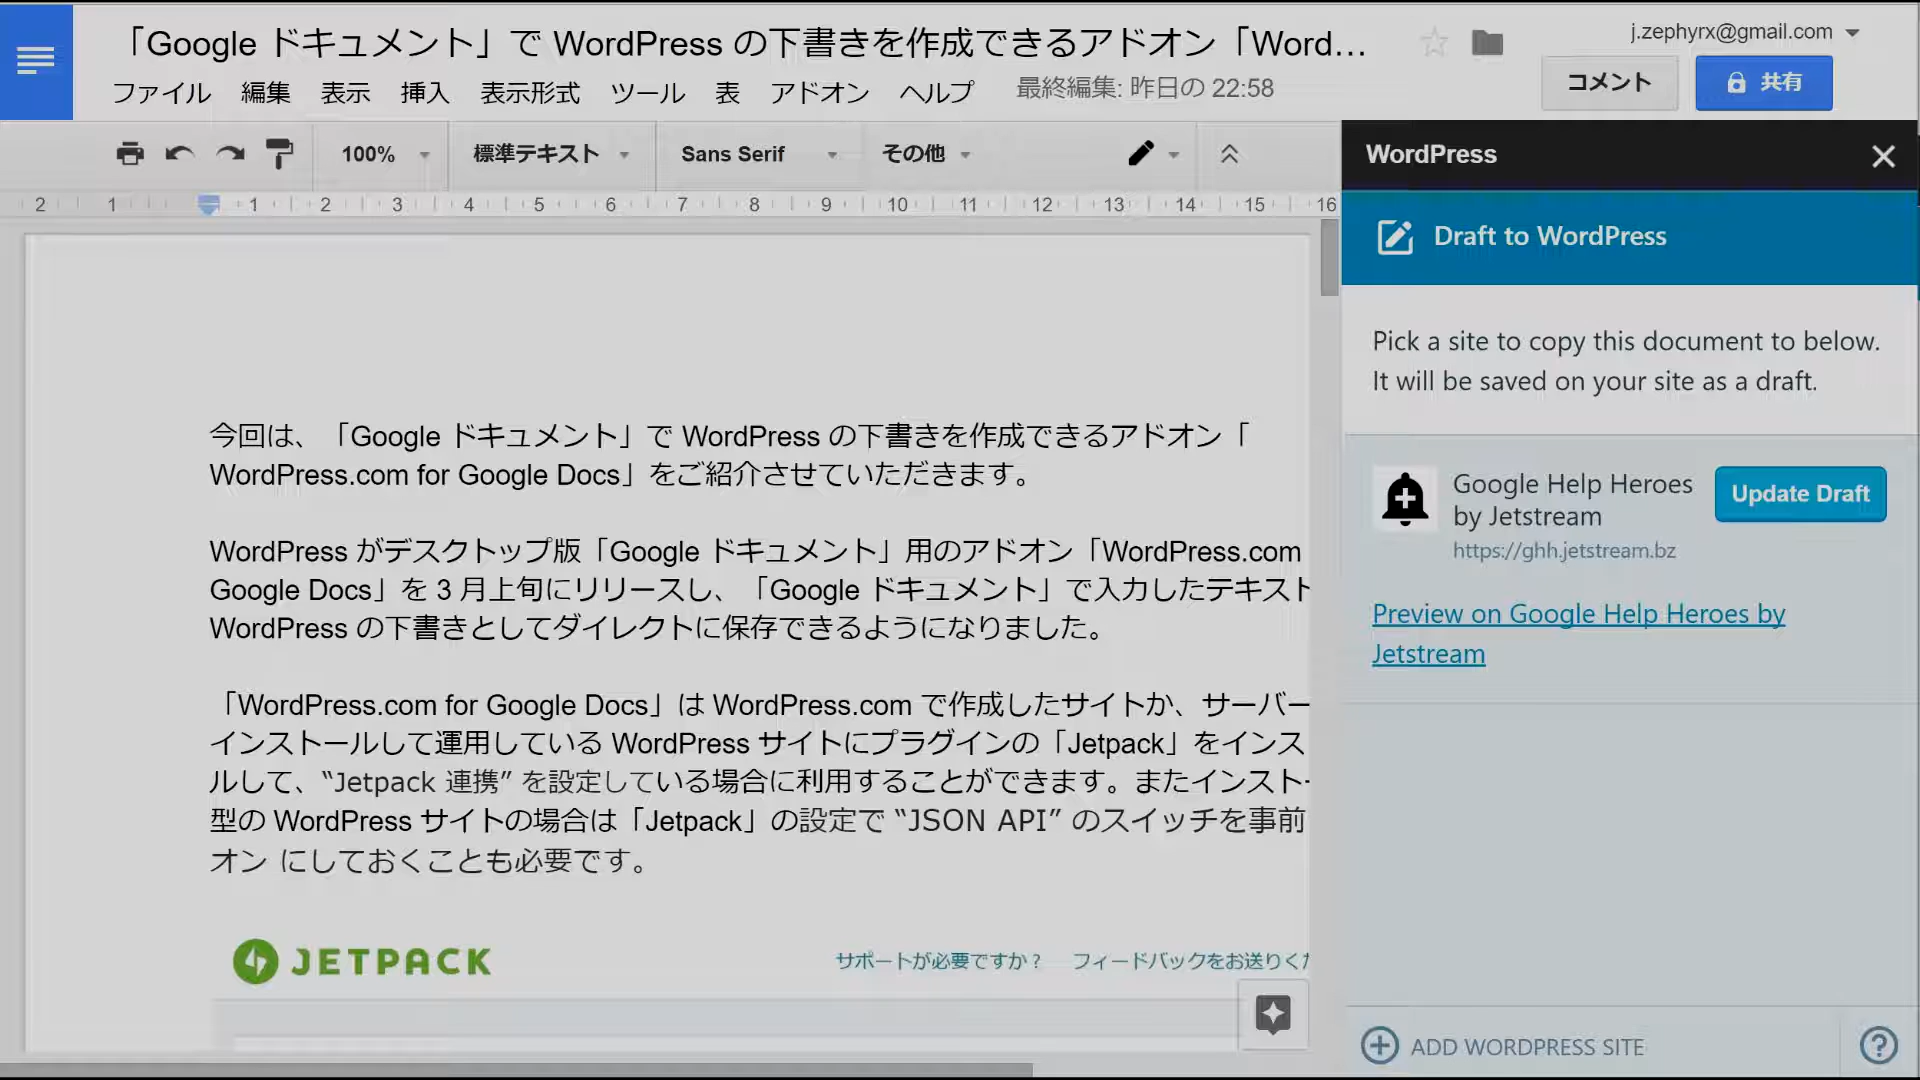 「Google ドキュメント」で WordPress の下書きを作成できるアドオン「Word…
j.zephyrx@gmail.com
ファイル 編集 表示 挿入 表示形式 ツール 表 アドオン ヘルプ 最終編集: 昨日の 22:58
コメント 共有
100% 標準テキスト Sans Serif その他
2 1 1 2 3 4 5 6 7 8 9 10 11 12 13 14 15 16
今回は、「Google ドキュメント」で WordPress の下書きを作成できるアドオン「
WordPress.com for Google Docs」をご紹介させていただきます。
WordPress がデスクトップ版「Google ドキュメント」用のアドオン「WordPress.com
Google Docs」を 3 月上旬にリリースし、「Google ドキュメント」で入力したテキスト
WordPress の下書きとしてダイレクトに保存できるようになりました。
「WordPress.com for Google Docs」は WordPress.com で作成したサイトか、サーバー
インストールして運用している WordPress サイトにプラグインの「Jetpack」をインス
ルして、“Jetpack 連携” を設定している場合に利用することができます。またインスト
型の WordPress サイトの場合は「Jetpack」の設定で “JSON API” のスイッチを事前
オン にしておくことも必要です。
JETPACK
サポートが必要ですか ? フィードバックをお送りくだ
WordPress
Draft to WordPress
Pick a site to copy this document to below.
It will be saved on your site as a draft.
Google Help Heroes
by Jetstream
https://ghh.jetstream.bz
Update Draft
Preview on Google Help Heroes by
Jetstream
ADD WORDPRESS SITE